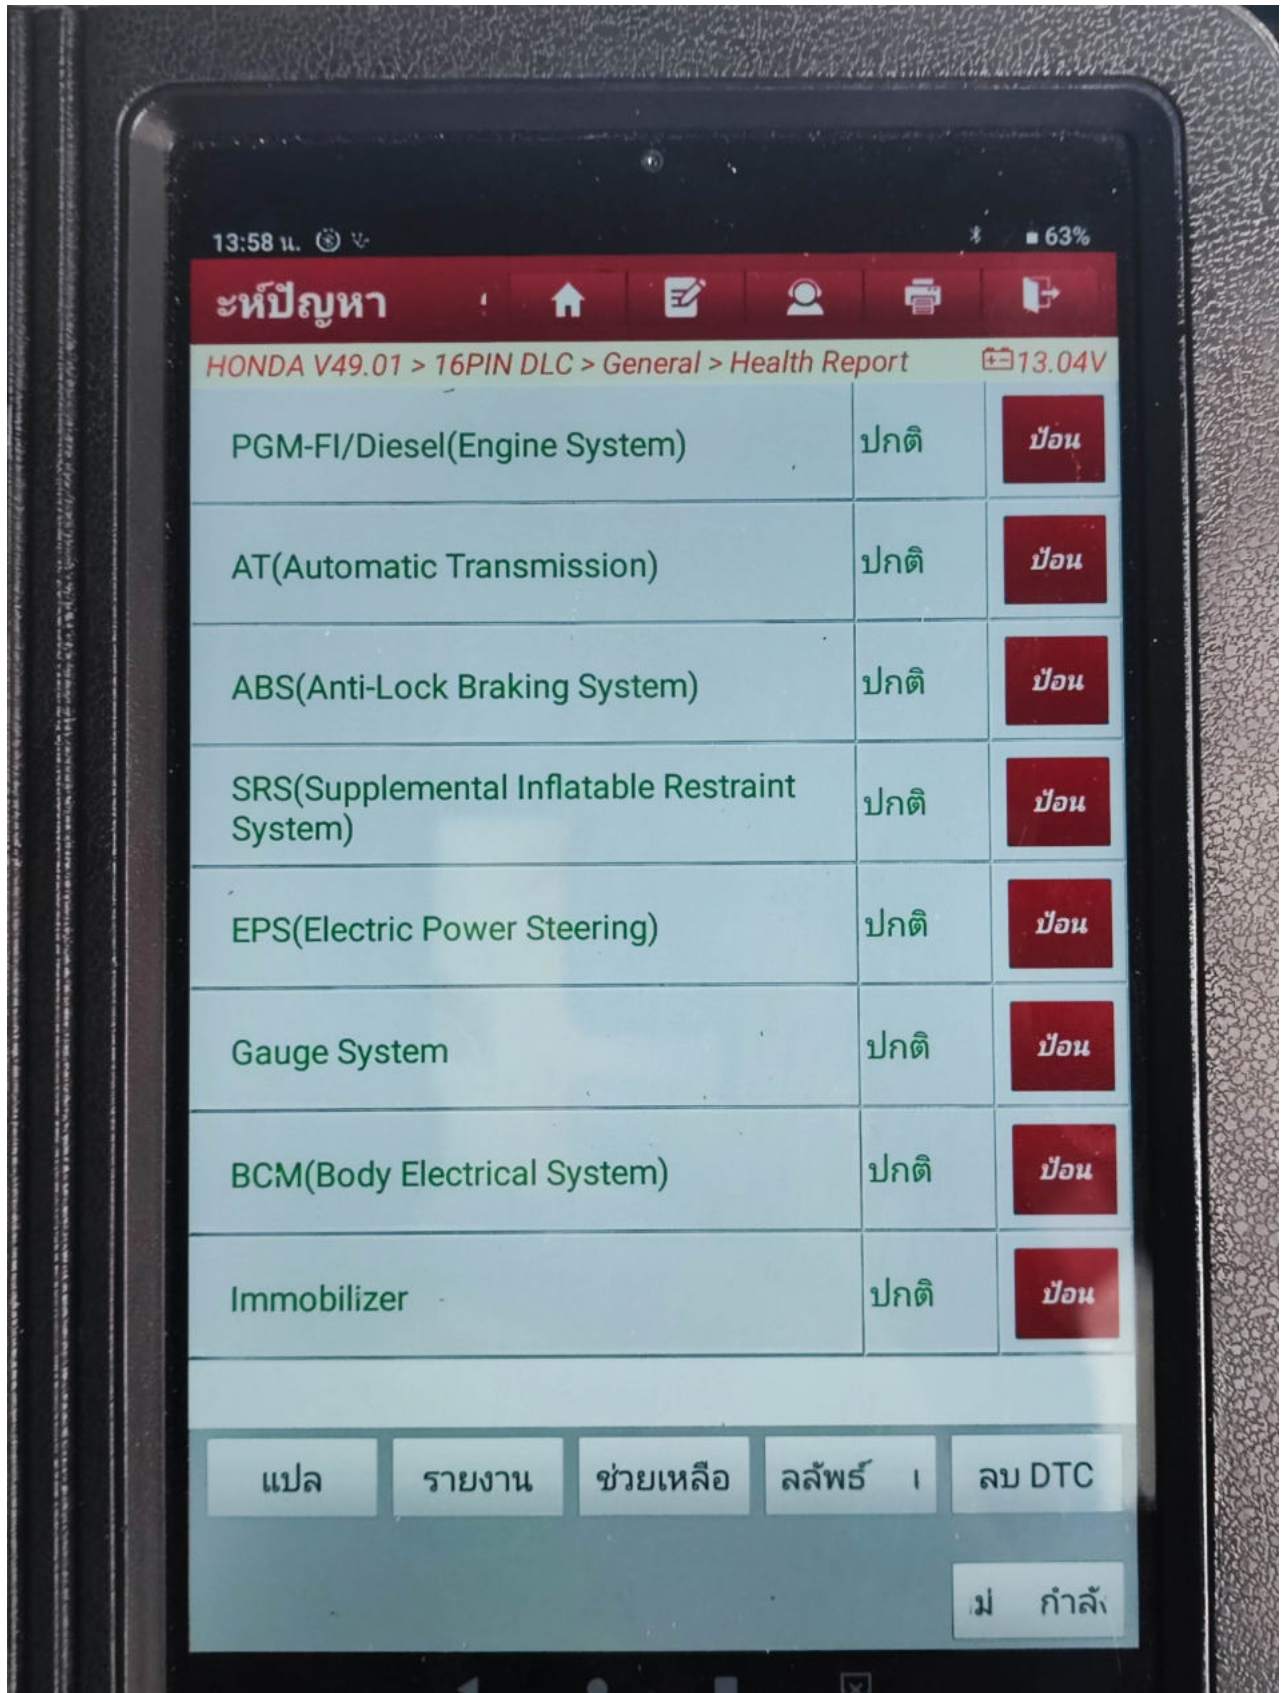 13:58 น. 63%
ะห์ปัญหา
HONDA V49.01 > 16PIN DLC > General > Health Report 13.04V
PGM-FI/Diesel(Engine System) ปกติ ป้อน
AT(Automatic Transmission) ปกติ ป้อน
ABS(Anti-Lock Braking System) ปกติ ป้อน
SRS(Supplemental Inflatable Restraint
System) ปกติ ป้อน
EPS(Electric Power Steering) ปกติ ป้อน
Gauge System ปกติ ป้อน
BCM(Body Electrical System) ปกติ ป้อน
Immobilizer ปกติ ป้อน
แปล รายงาน ช่วยเหลือ ลลัพธ์ ลบ DTC
ม่ กำลัง